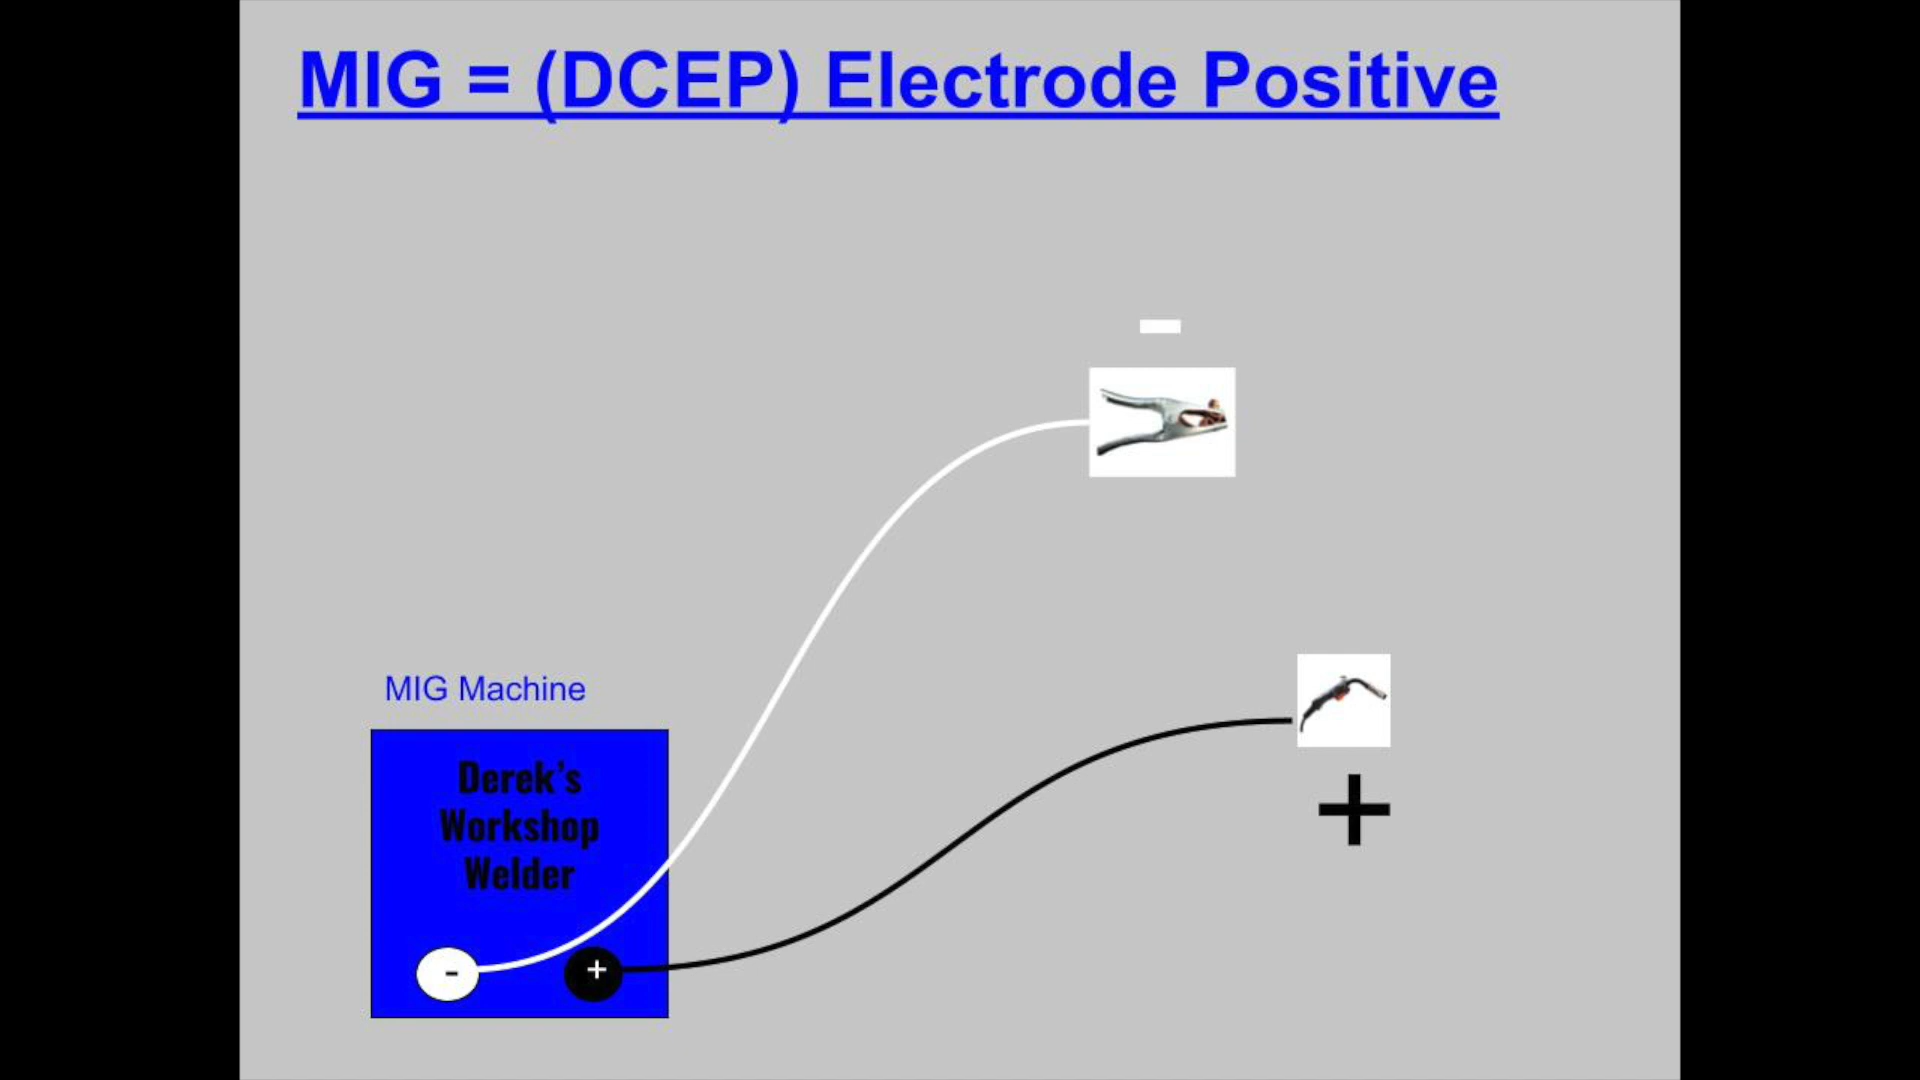 MIG = (DCEP) Electrode Positive
-
MIG Machine
Derek's
Workshop
Welder
+
- +